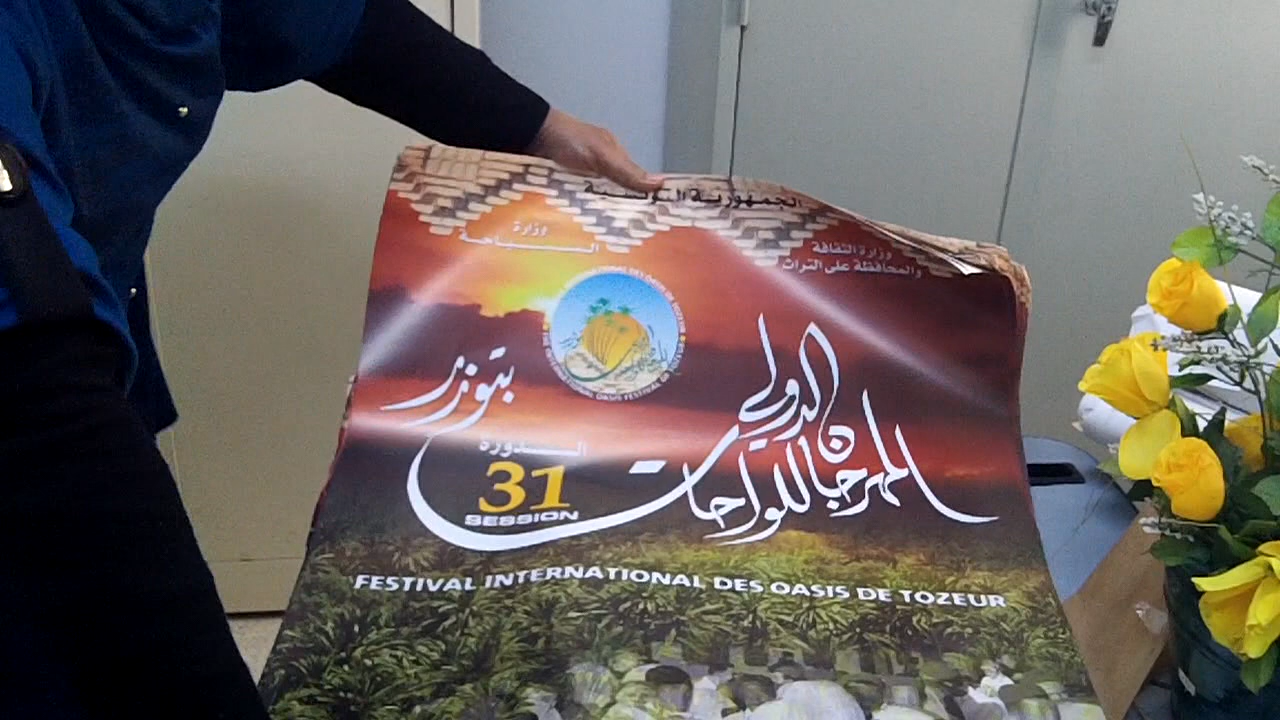 الجمهورية التونسية
وزارة
السياحة
وزارة الثقافة
والمحافظة على التراث
المهرجان الدولي
للواحات بتوزر
الدورة
31
SESSION
FESTIVAL INTERNATIONAL DES OASIS DE TOZEUR